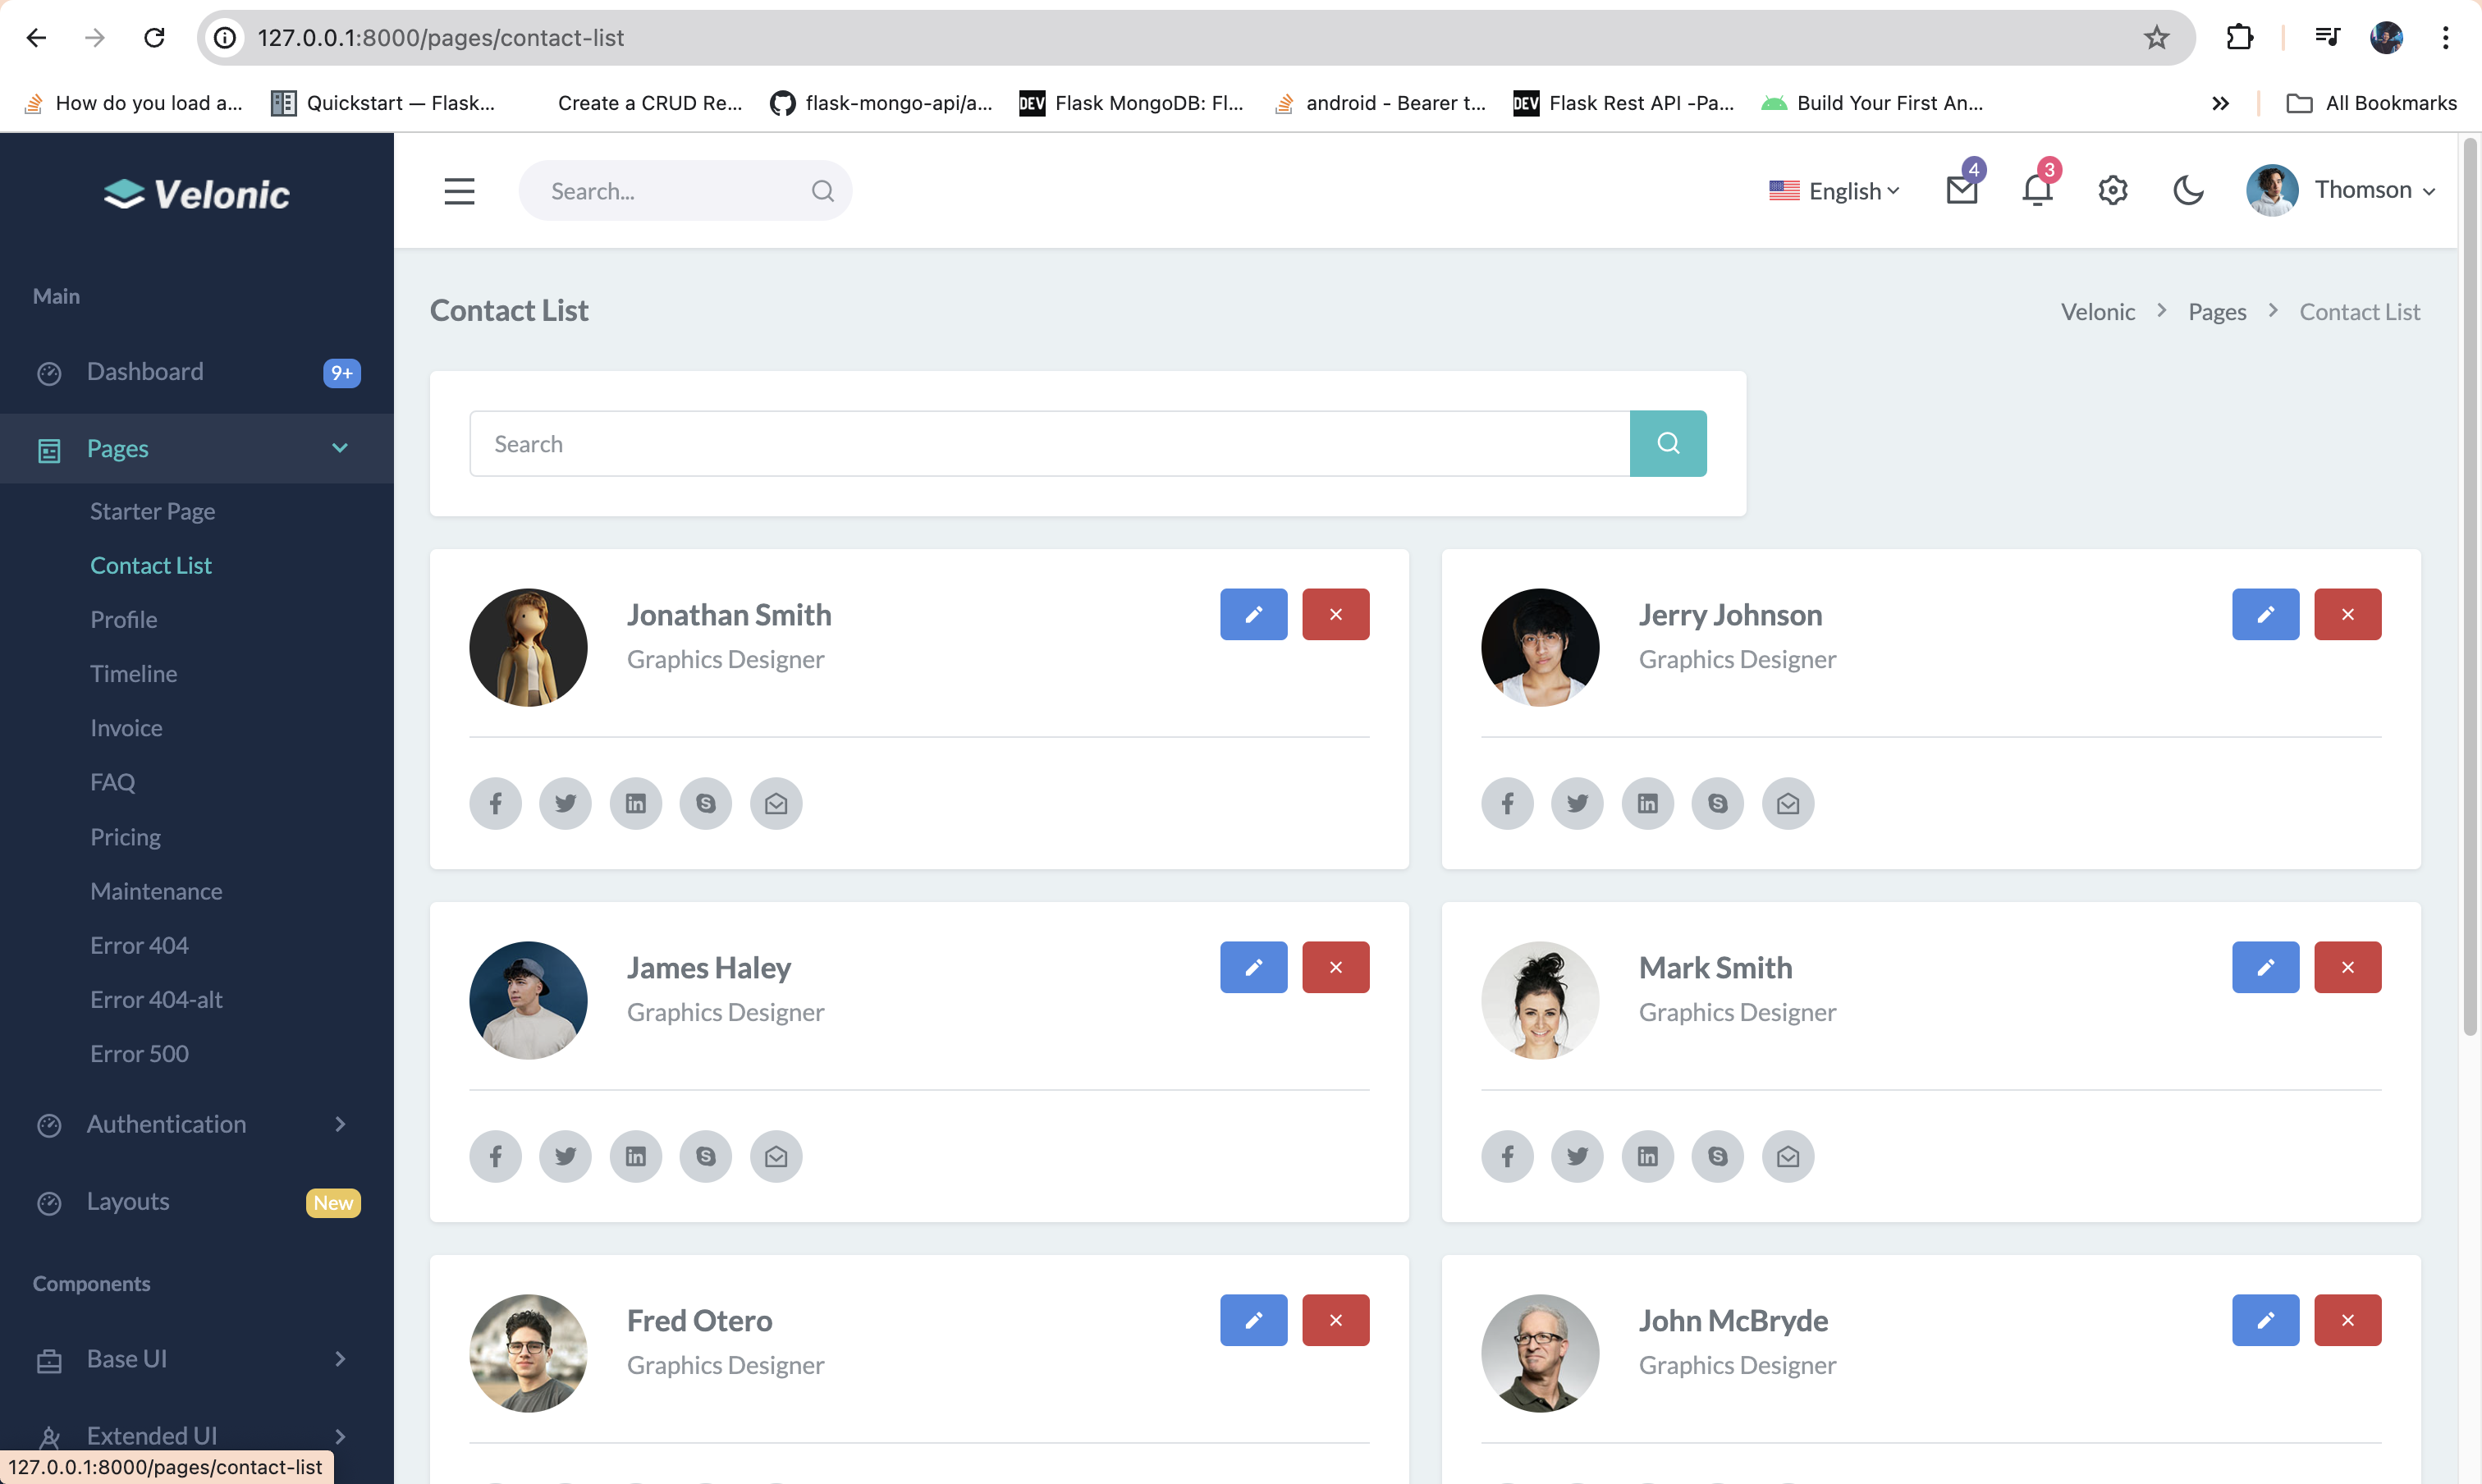 127.0.0.1:8000/pages/contact-list
How do you load a...
Quickstart — Flask...
Create a CRUD Re...
flask-mongo-api/a...
DEV Flask MongoDB: Fl...
android - Bearer t...
DEV Flask Rest API -Pa...
Build Your First An...
All Bookmarks
Velonic
Search...
English
4
3
Thomson
Main
Dashboard
9+
Pages
Starter Page
Contact List
Profile
Timeline
Invoice
FAQ
Pricing
Maintenance
Error 404
Error 404-alt
Error 500
Authentication
Layouts
New
Components
Base UI
Extended UI
127.0.0.1:8000/pages/contact-list
Contact List
Velonic > Pages > Contact List
Search
Jonathan Smith
Graphics Designer
Jerry Johnson
Graphics Designer
James Haley
Graphics Designer
Mark Smith
Graphics Designer
Fred Otero
Graphics Designer
John McBryde
Graphics Designer